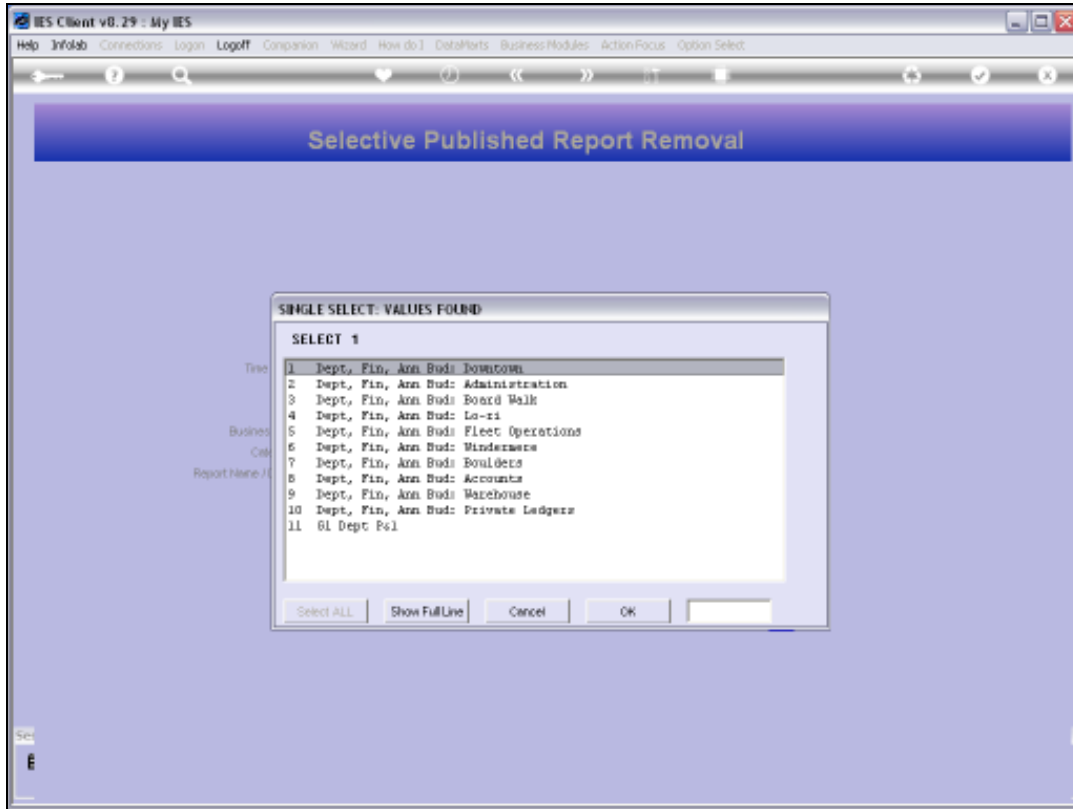 IES Client v8.29 : My IES
Help Infolab Connections Logon Logoff Companion Wizard How do I DataMarts Business Modules Action Focus Option Select
Selective Published Report Removal
SINGLE SELECT: VALUES FOUND
SELECT 1
Time
1 Dept, Fin, Ann Bud: Downtown
2 Dept, Fin, Ann Bud: Administration
3 Dept, Fin, Ann Bud: Board Walk
4 Dept, Fin, Ann Bud: Lo-ri
Busines
5 Dept, Fin, Ann Bud: Fleet Operations
6 Dept, Fin, Ann Bud: Windermere
7 Dept, Fin, Ann Bud: Boulders
Report Name /
8 Dept, Fin, Ann Bud: Accounts
9 Dept, Fin, Ann Bud: Warehouse
10 Dept, Fin, Ann Bud: Private Ledgers
11 Gl Dept P&l
Select ALL Show Full Line Cancel OK